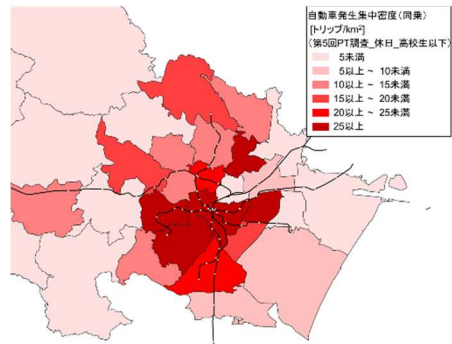 自動車発生集中密度(同乗)
[トリップ/km²]
(第5回PT調査_休日_高校生以下)
5未満
5以上 ~ 10未満
10以上 ~ 15未満
15以上 ~ 20未満
20以上 ~ 25未満
25以上